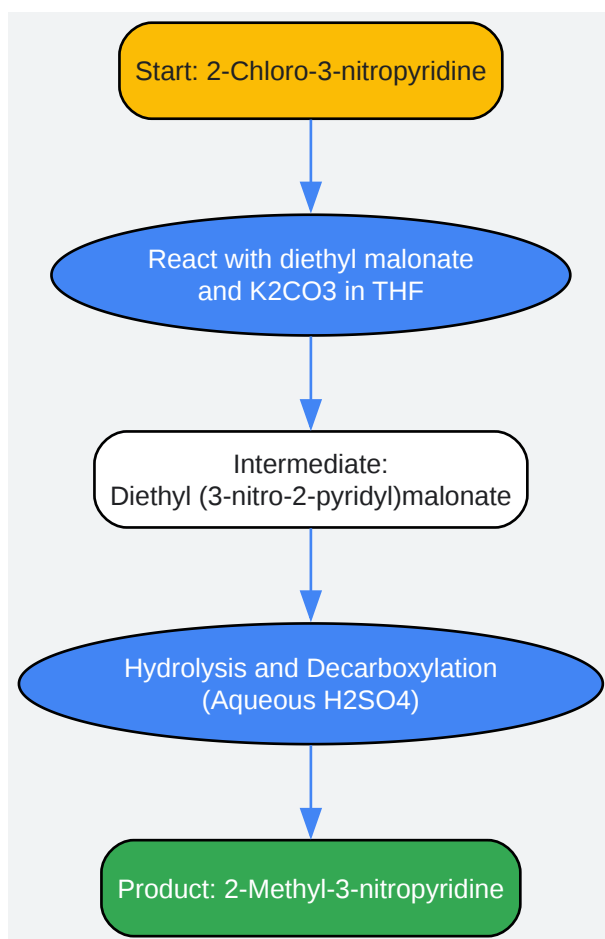 Start: 2-Chloro-3-nitropyridine
React with diethyl malonate
and K2CO3 in THF
Intermediate:
Diethyl (3-nitro-2-pyridyl)malonate
Hydrolysis and Decarboxylation
(Aqueous H2SO4)
Product: 2-Methyl-3-nitropyridine